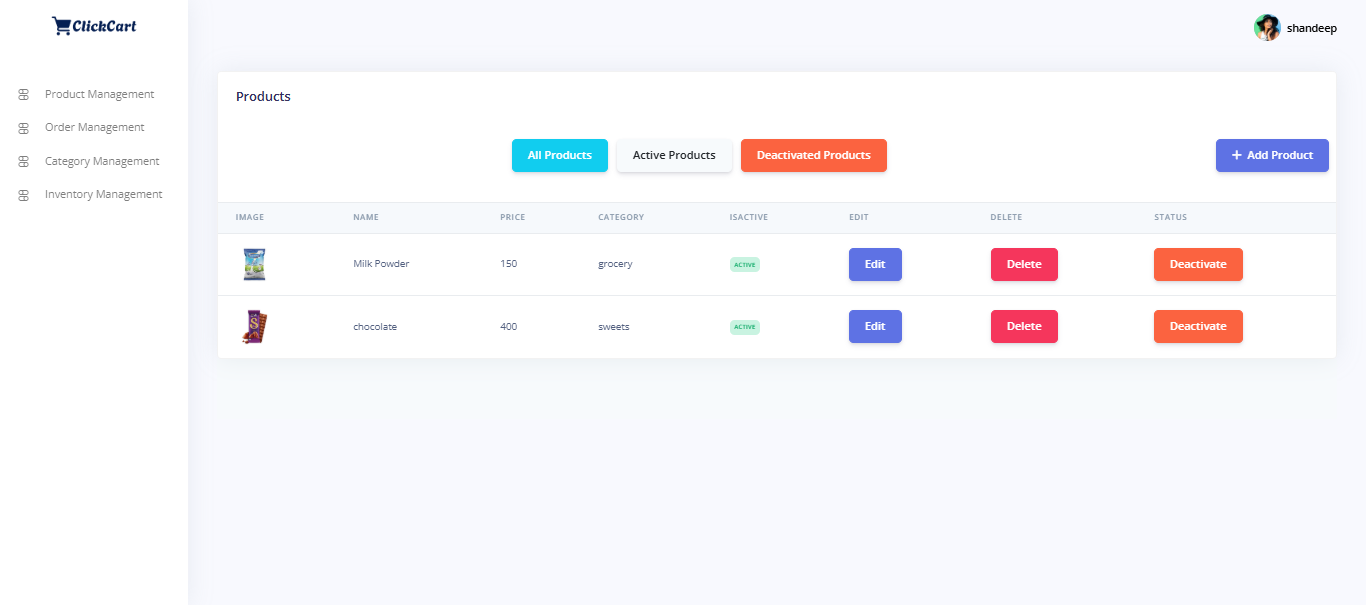 ClickCart
shandeep
Product Management
Order Management
Category Management
Inventory Management
Products
All Products Active Products Deactivated Products + Add Product
IMAGE NAME PRICE CATEGORY ISACTIVE EDIT DELETE STATUS
Milk Powder 150 grocery ACTIVE Edit Delete Deactivate
chocolate 400 sweets ACTIVE Edit Delete Deactivate